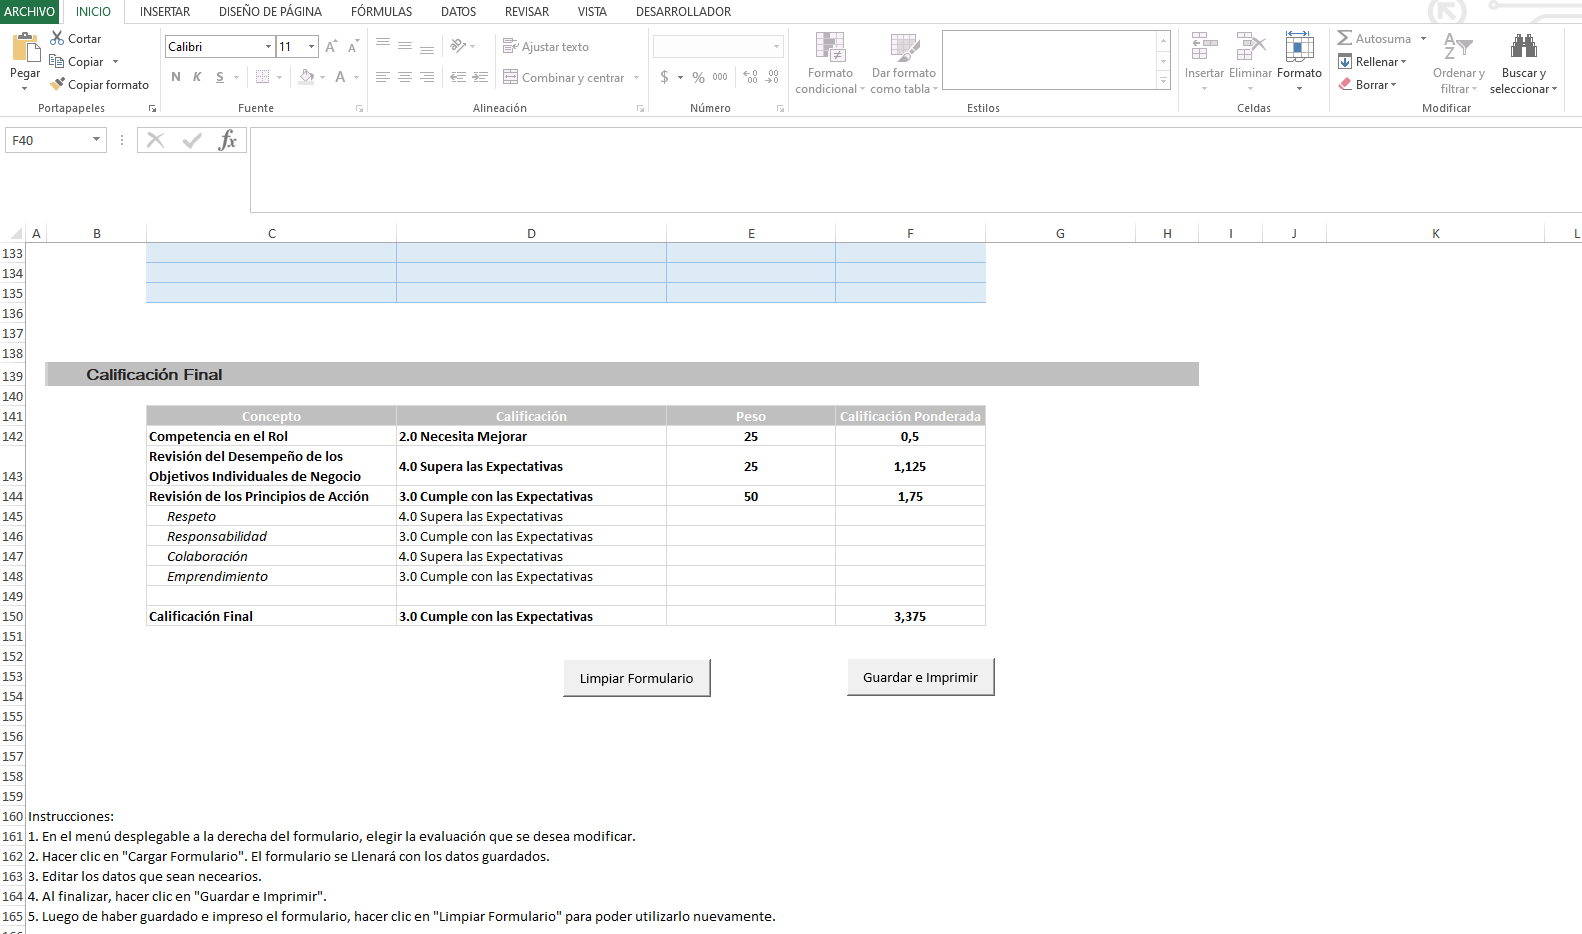 ARCHIVO INICIO INSERTAR DISEÑO DE PÁGINA FÓRMULAS DATOS REVISAR VISTA DESARROLLADOR
Pegar
Cortar
Copiar
Copiar formato
Portapapeles
Calibri 11
N K S A
Fuente
Ajustar texto
Combinar y centrar
Alineación
$ % 000
Número
Formato condicional
Dar formato como tabla
Estilos
Insertar Eliminar Formato
Celdas
Autosuma
Rellenar
Borrar
Ordenar y filtrar
Buscar y seleccionar
Modificar
F40 fx
A B C D E F G H I J K L
133
134
135
136
137
138
139 Calificación Final
140
141 Concepto Calificación Peso Calificación Ponderada
142 Competencia en el Rol 2.0 Necesita Mejorar 25 0,5
Revisión del Desempeño de los
143 Objetivos Individuales de Negocio 4.0 Supera las Expectativas 25 1,125
144 Revisión de los Principios de Acción 3.0 Cumple con las Expectativas 50 1,75
145 Respeto 4.0 Supera las Expectativas
146 Responsabilidad 3.0 Cumple con las Expectativas
147 Colaboración 4.0 Supera las Expectativas
148 Emprendimiento 3.0 Cumple con las Expectativas
149
150 Calificación Final 3.0 Cumple con las Expectativas 3,375
151
152
153 Limpiar Formulario Guardar e Imprimir
154
155
156
157
158
159
160 Instrucciones:
161 1. En el menú desplegable a la derecha del formulario, elegir la evaluación que se desea modificar.
162 2. Hacer clic en "Cargar Formulario". El formulario se Llenará con los datos guardados.
163 3. Editar los datos que sean necearios.
164 4. Al finalizar, hacer clic en "Guardar e Imprimir".
165 5. Luego de haber guardado e impreso el formulario, hacer clic en "Limpiar Formulario" para poder utilizarlo nuevamente.